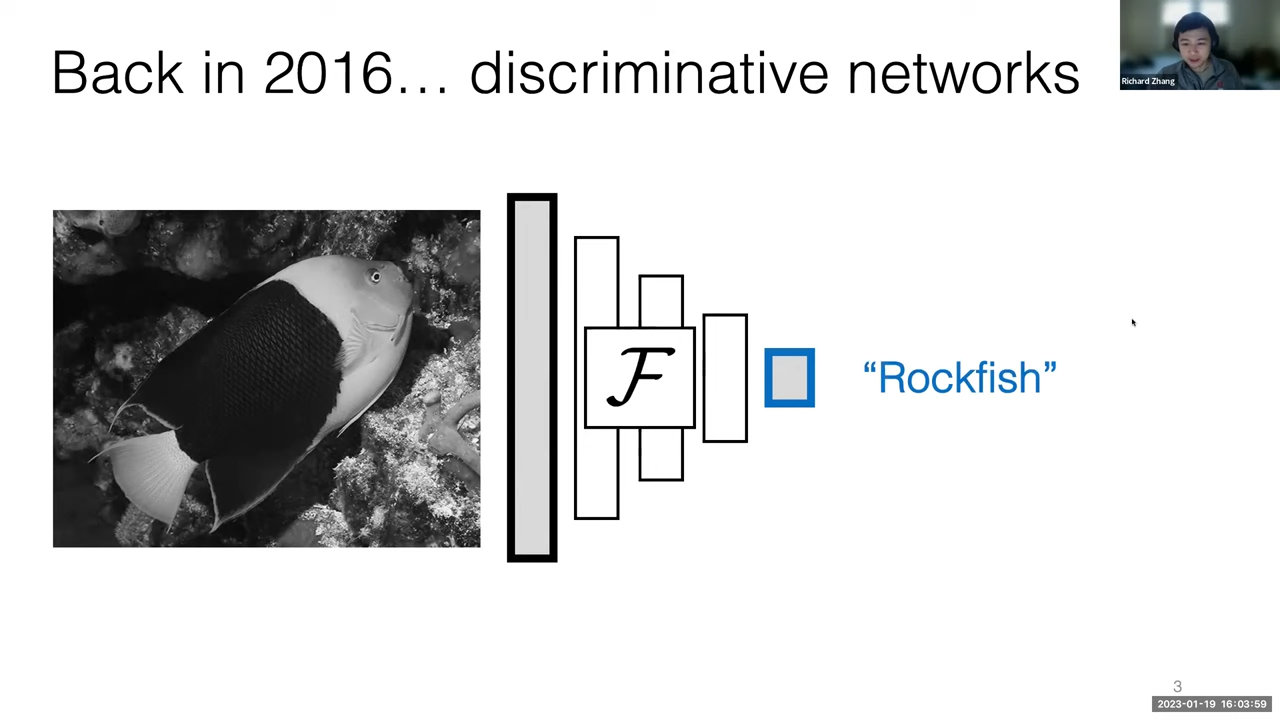 Back in 2016… discriminative networks
Richard Zhang
ℱ
“Rockfish”
3
2023-01-19 16:03:59